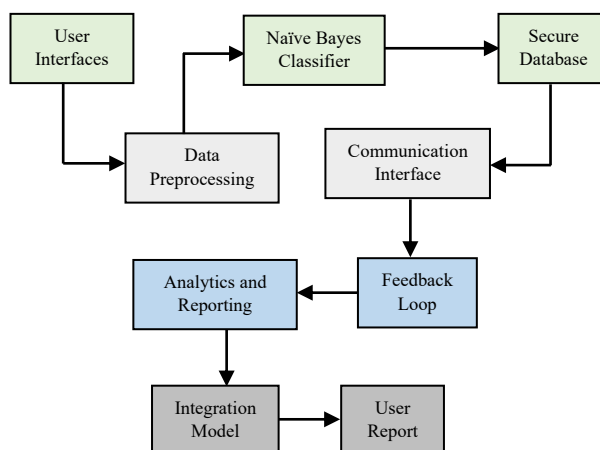 User
Interfaces
Naïve Bayes
Classifier
Secure
Database
Data
Preprocessing
Communication
Interface
Analytics and
Reporting
Feedback
Loop
Integration
Model
User
Report